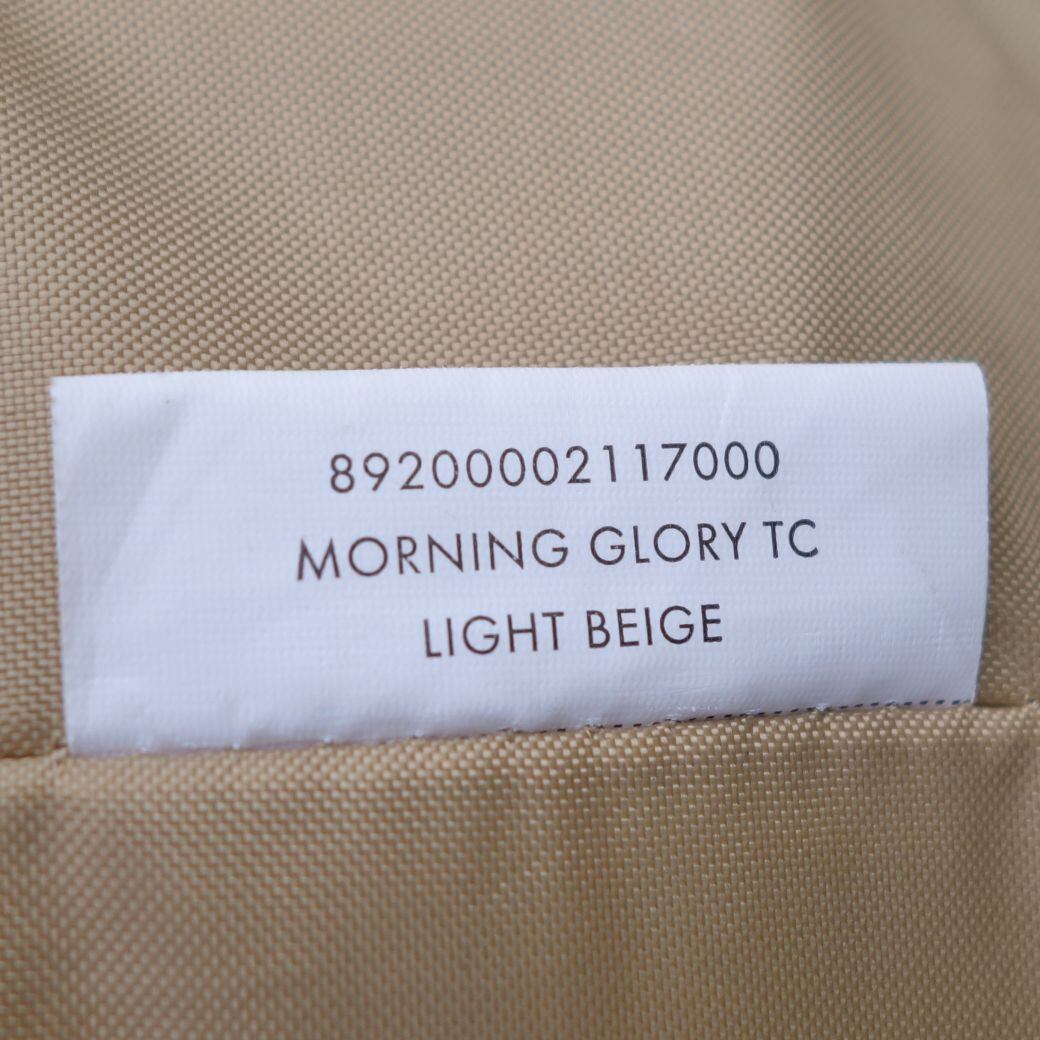 89200002117000
MORNING GLORY TC
LIGHT BEIGE